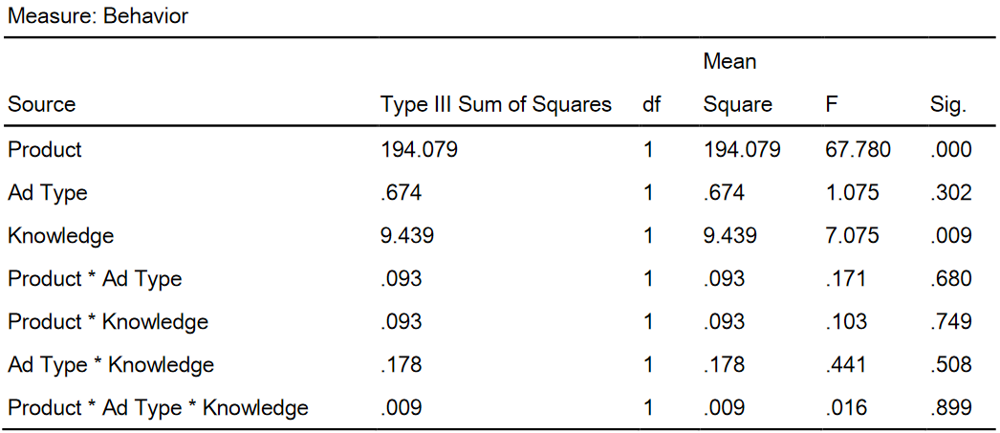 Measure: Behavior
Mean
Source Type III Sum of Squares df Square F Sig.
Product 194.079 1 194.079 67.780 .000
Ad Type .674 1 .674 1.075 .302
Knowledge 9.439 1 9.439 7.075 .009
Product * Ad Type .093 1 .093 .171 .680
Product * Knowledge .093 1 .093 .103 .749
Ad Type * Knowledge .178 1 .178 .441 .508
Product * Ad Type * Knowledge .009 1 .009 .016 .899